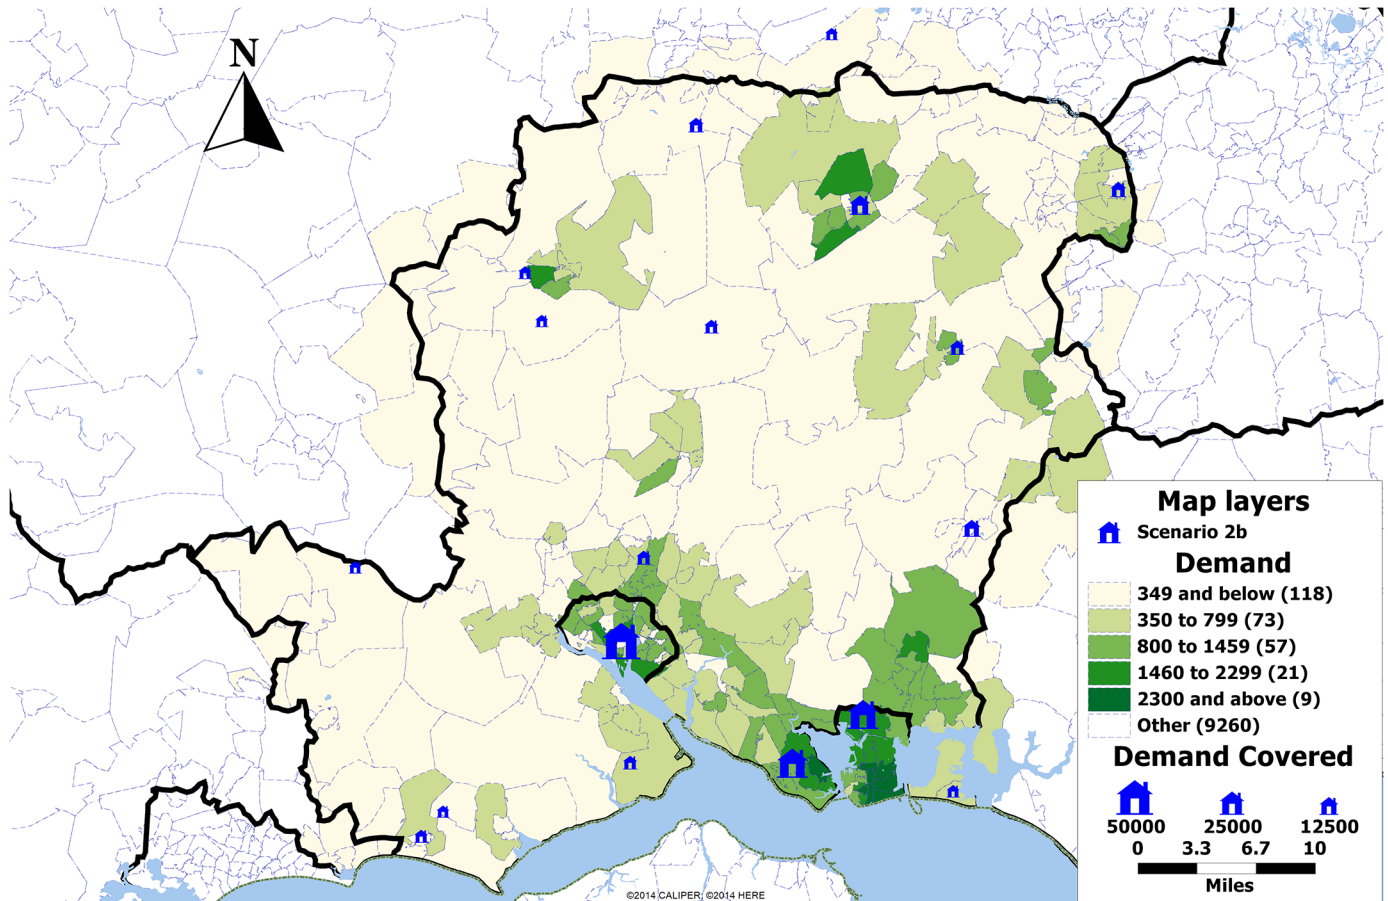 N
Map layers
Scenario 2b
Demand
349 and below (118)
350 to 799 (73)
800 to 1459 (57)
1460 to 2299 (21)
2300 and above (9)
Other (9260)
Demand Covered
50000 25000 12500
0 3.3 6.7 10
Miles
©2014 CALIPER; ©2014 HERE